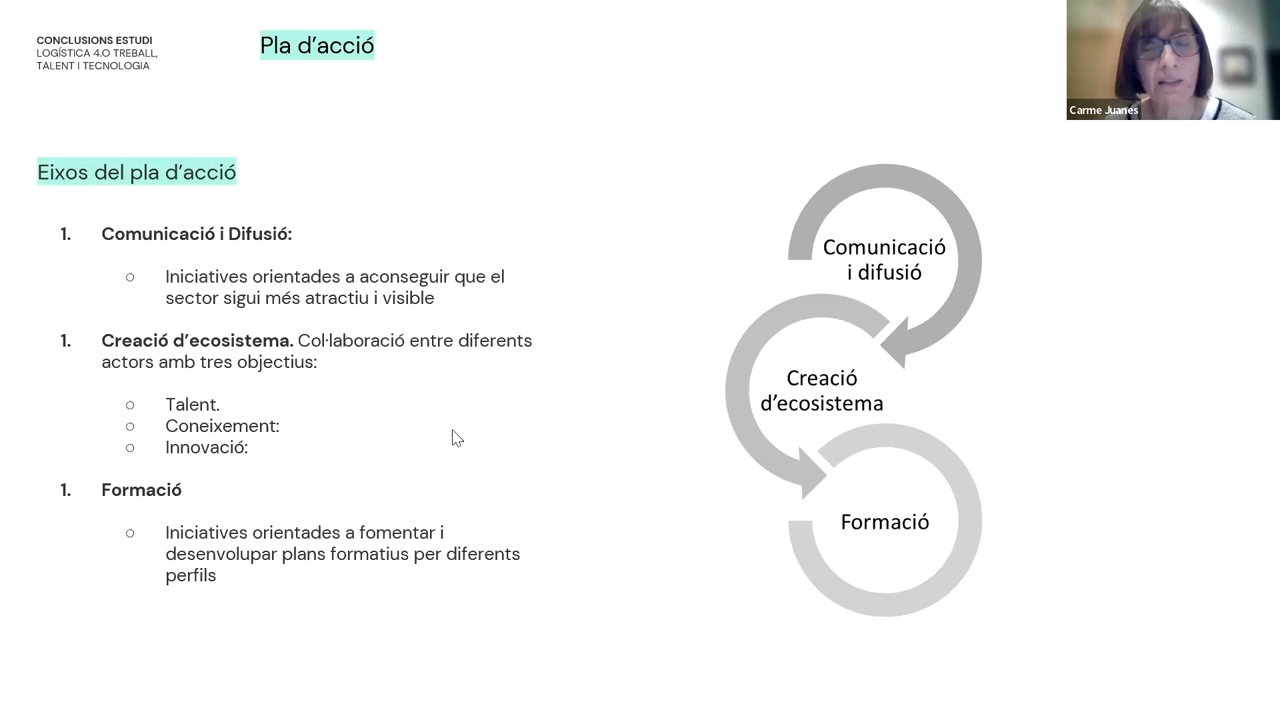 CONCLUSIONS ESTUDI
LOGÍSTICA 4.0 TREBALL,
TALENT I TECNOLOGIA
Pla d’acció
Carme Juanes
Eixos del pla d’acció
1. Comunicació i Difusió:
○ Iniciatives orientades a aconseguir que el
sector sigui més atractiu i visible
1. Creació d’ecosistema. Col·laboració entre diferents
actors amb tres objectius:
○ Talent.
○ Coneixement:
○ Innovació:
1. Formació
○ Iniciatives orientades a fomentar i
desenvolupar plans formatius per diferents
perfils
Comunicació
i difusió
Creació
d’ecosistema
Formació